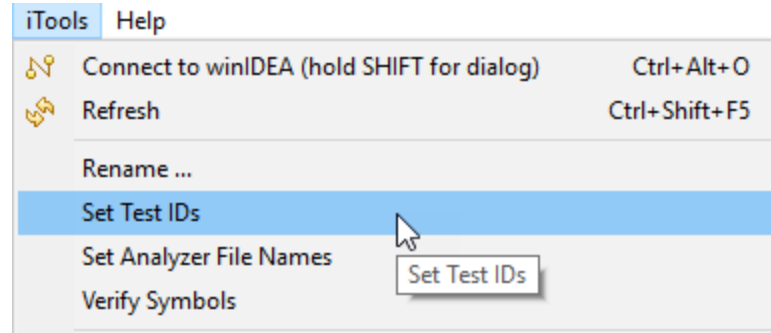 iTools Help
Connect to winIDEA (hold SHIFT for dialog) Ctrl+Alt+O
Refresh Ctrl+Shift+F5
Rename ...
Set Test IDs
Set Analyzer File Names
Set Test IDs
Verify Symbols